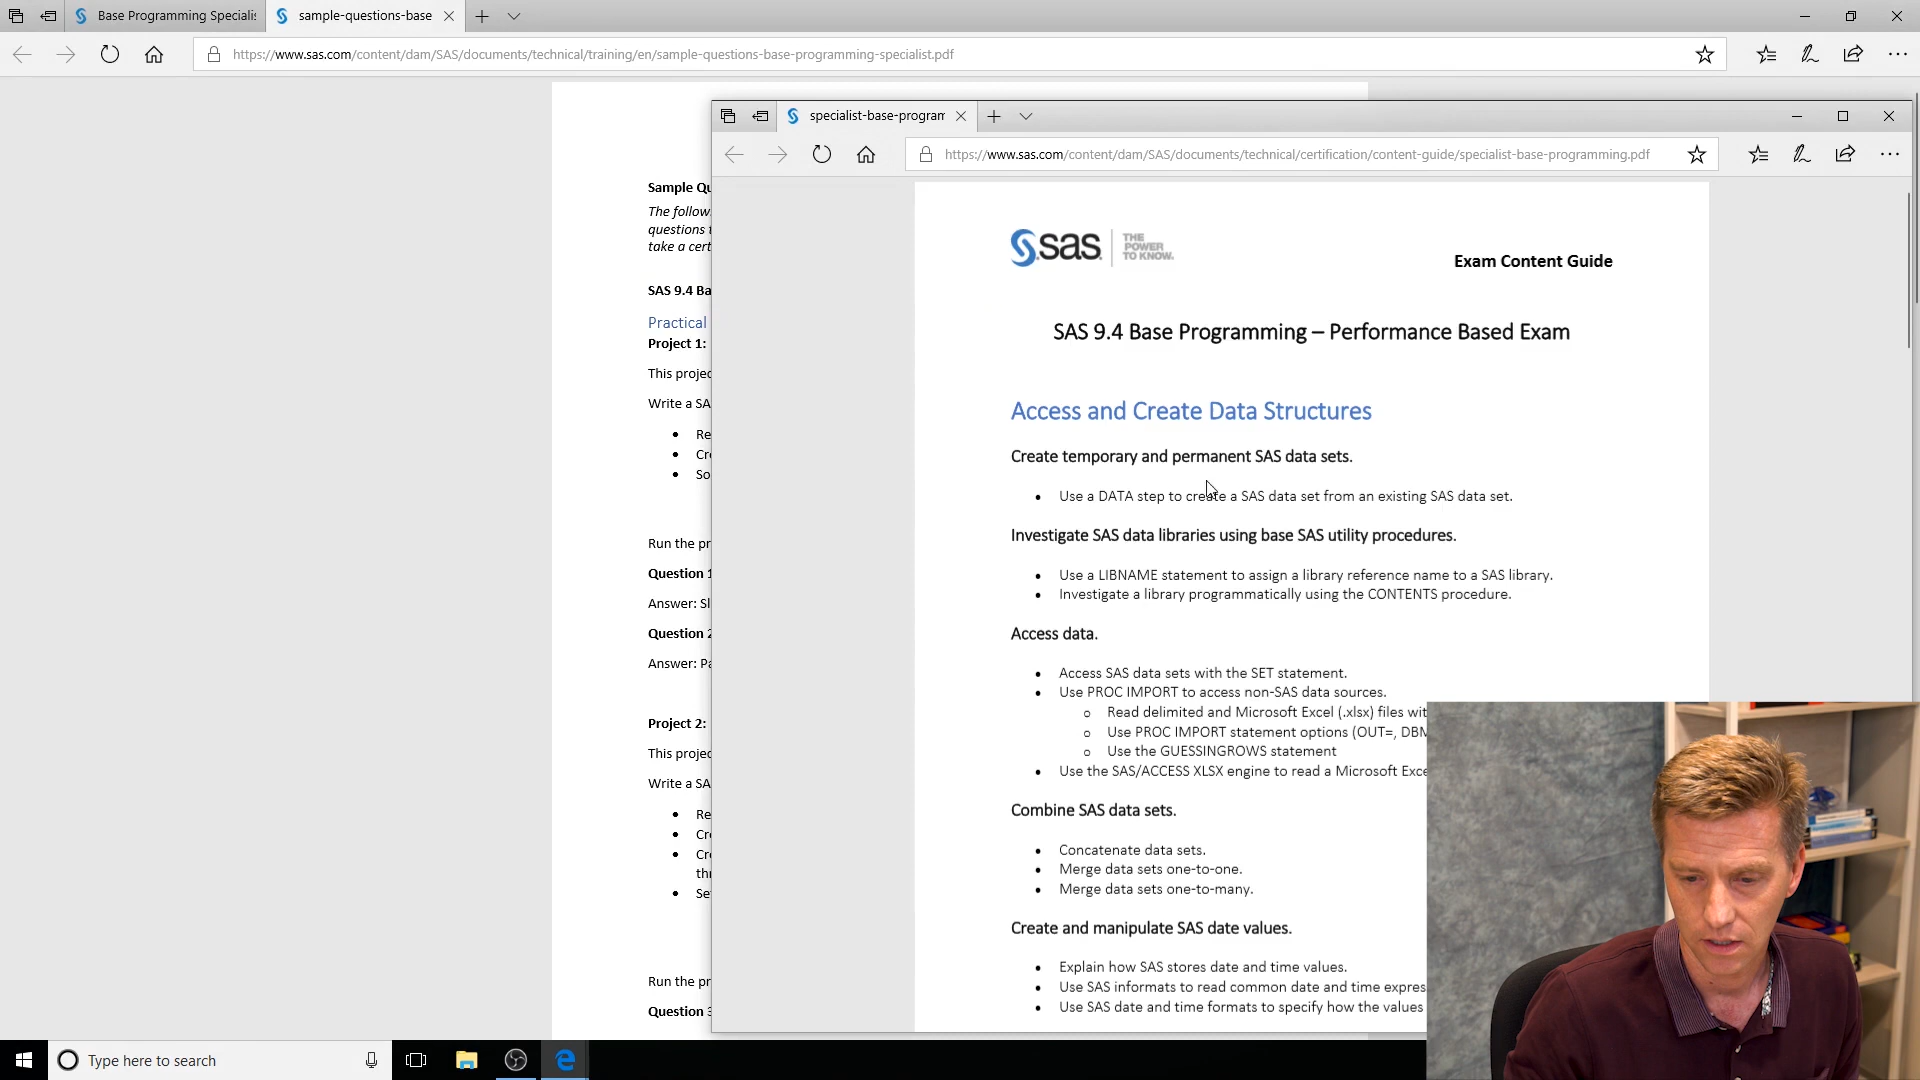 Base Programming Specialis
sample-questions-base
https://www.sas.com/content/dam/SAS/documents/technical/training/en/sample-questions-base-programming-specialist.pdf
Sample Qu
The follow
questions
take a cert
SAS 9.4 Ba
Practical
Project 1:
This projec
Write a SA
• Re
• Cre
• So
Run the pr
Question 1
Answer: Sl
Question 2
Answer: Pa
Project 2:
This projec
Write a SA
• Re
• Cre
• Cre
thr
• Se
Run the pr
Question 3
specialist-base-program
https://www.sas.com/content/dam/SAS/documents/technical/certification/content-guide/specialist-base-programming.pdf
sas
THE
POWER
TO KNOW.
Exam Content Guide
SAS 9.4 Base Programming – Performance Based Exam
Access and Create Data Structures
Create temporary and permanent SAS data sets.
• Use a DATA step to create a SAS data set from an existing SAS data set.
Investigate SAS data libraries using base SAS utility procedures.
• Use a LIBNAME statement to assign a library reference name to a SAS library.
• Investigate a library programmatically using the CONTENTS procedure.
Access data.
• Access SAS data sets with the SET statement.
• Use PROC IMPORT to access non-SAS data sources.
o Read delimited and Microsoft Excel (.xlsx) files wit
o Use PROC IMPORT statement options (OUT=, DBM
o Use the GUESSINGROWS statement
• Use the SAS/ACCESS XLSX engine to read a Microsoft Exce
Combine SAS data sets.
• Concatenate data sets.
• Merge data sets one-to-one.
• Merge data sets one-to-many.
Create and manipulate SAS date values.
• Explain how SAS stores date and time values.
• Use SAS informats to read common date and time expres
• Use SAS date and time formats to specify how the values
Type here to search